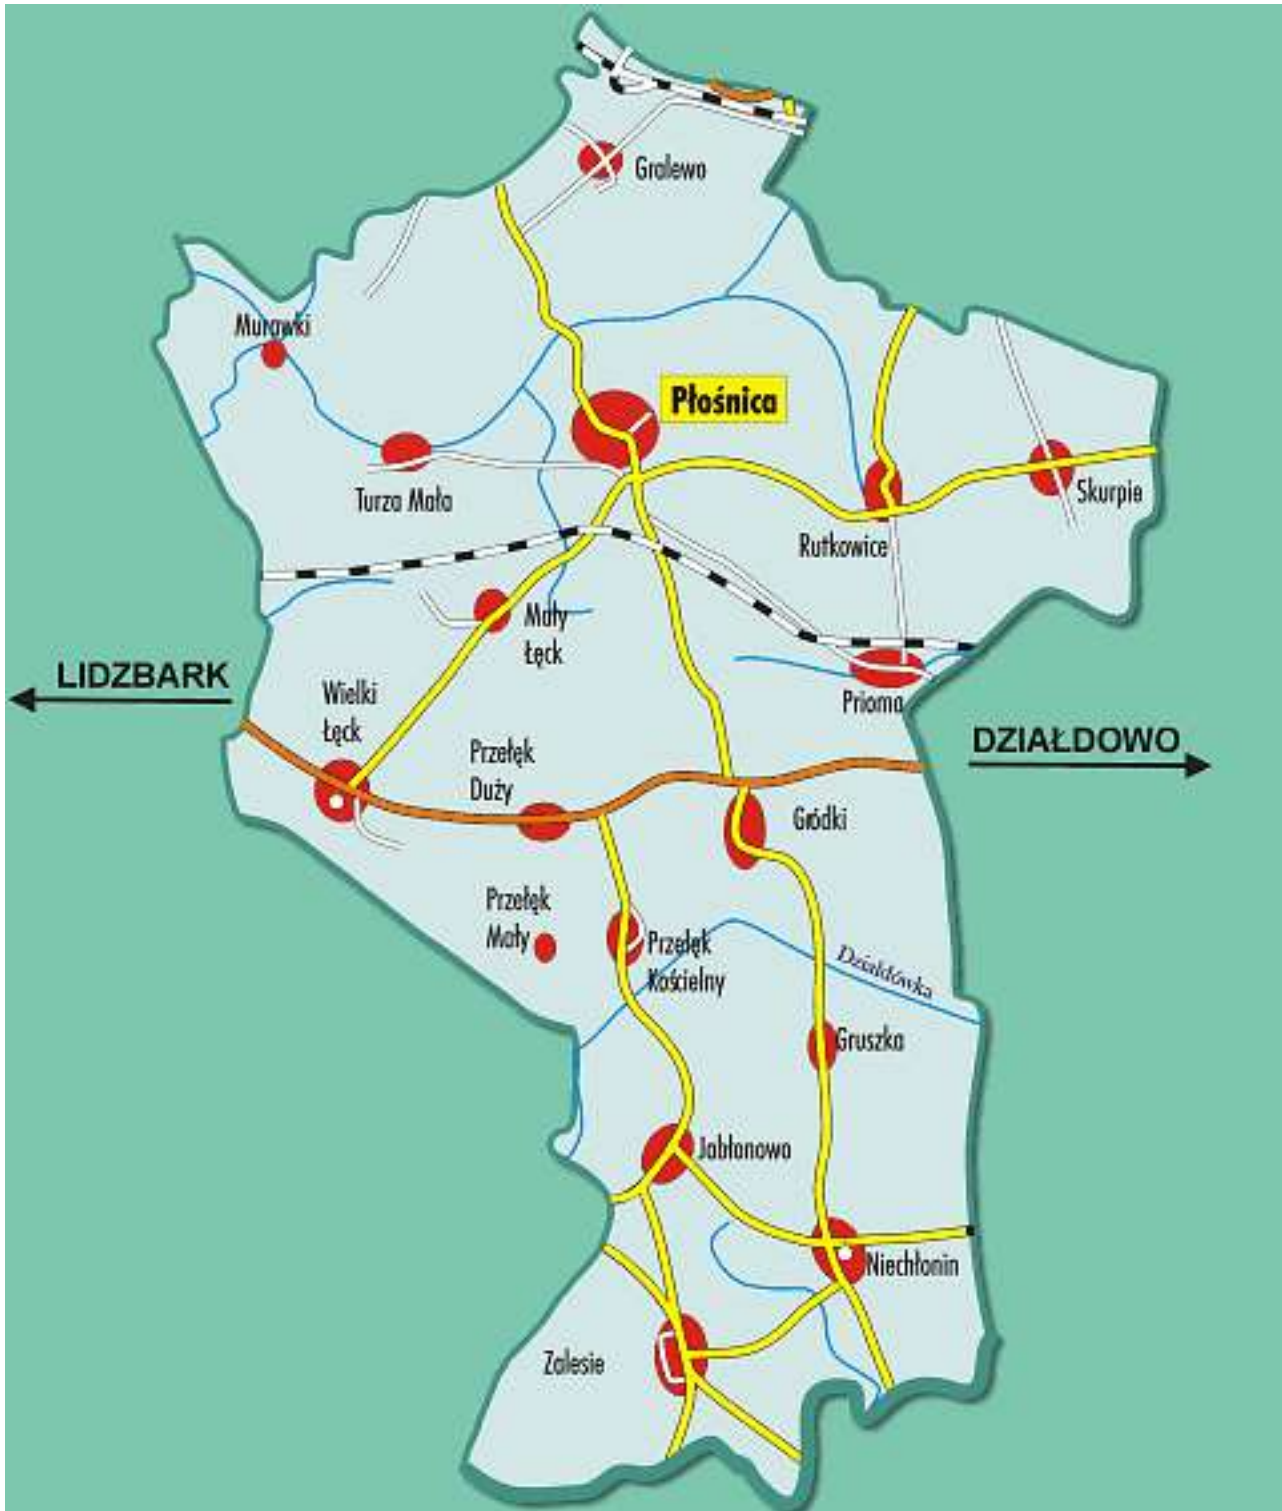 Gralewo
Murawki
Płośnica
Turza Mała
Skurpie
Rutkowice
Mały
Łęck
LIDZBARK
Wielki
Łęck
Prioma
DZIAŁDOWO
Przełęk
Duży
Gródki
Przełęk
Mały
Przełęk
Kościelny
Działdówka
Gruszka
Jabłonowo
Niechłonin
Zalesie